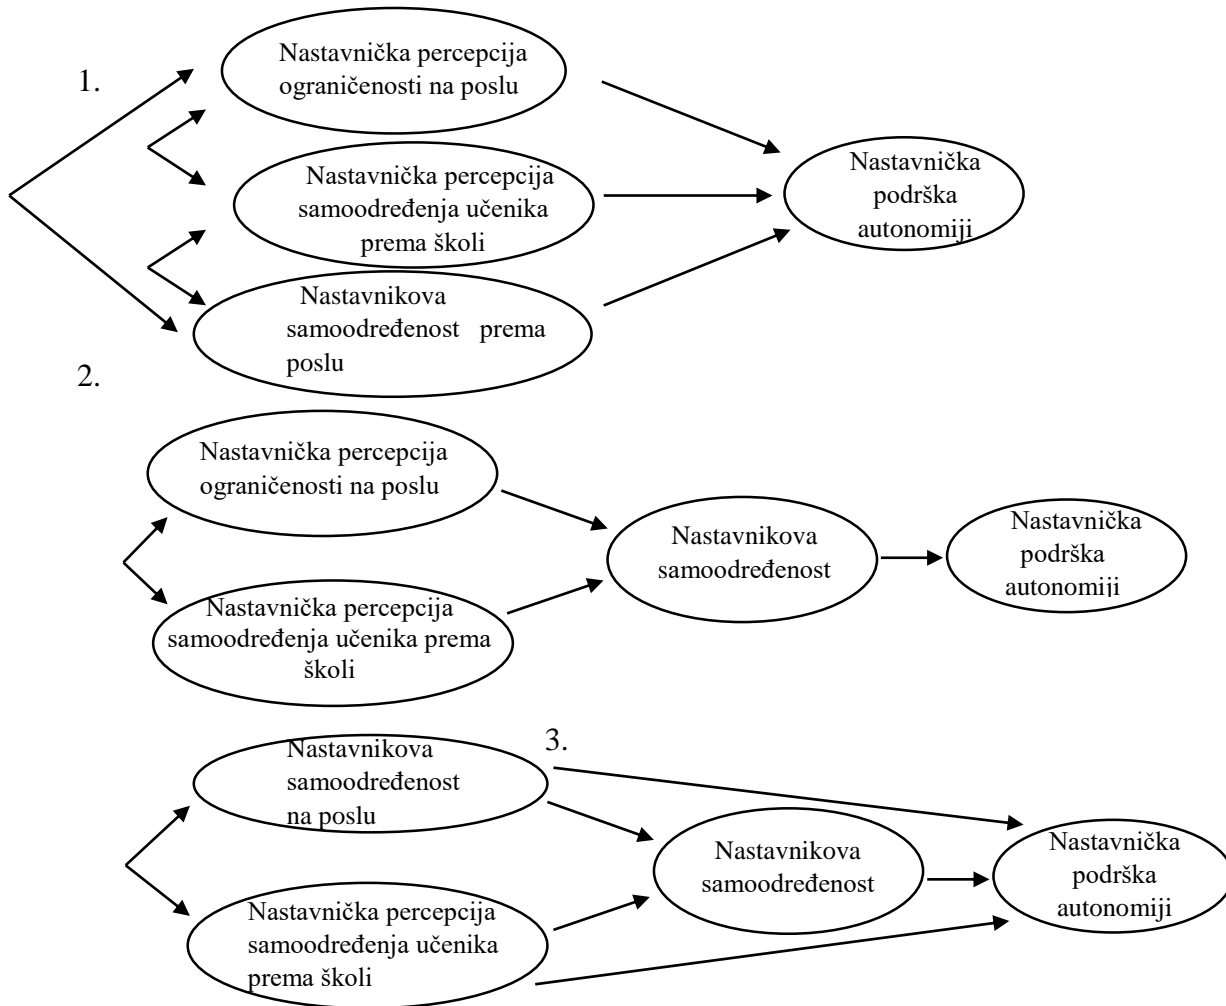 1.
Nastavnička percepcija
ograničenosti na poslu
Nastavnička percepcija
samoodređenja učenika
prema školi
Nastavnikova
samoodređenost prema
poslu
Nastavnička
podrška
autonomiji
2.
Nastavnička percepcija
ograničenosti na poslu
Nastavnička percepcija
samoodređenja učenika prema
školi
Nastavnikova
samoodređenost
Nastavnička
podrška
autonomiji
3.
Nastavnikova
samoodređenost
na poslu
Nastavnička percepcija
samoodređenja učenika
prema školi
Nastavnikova
samoodređenost
Nastavnička
podrška
autonomiji